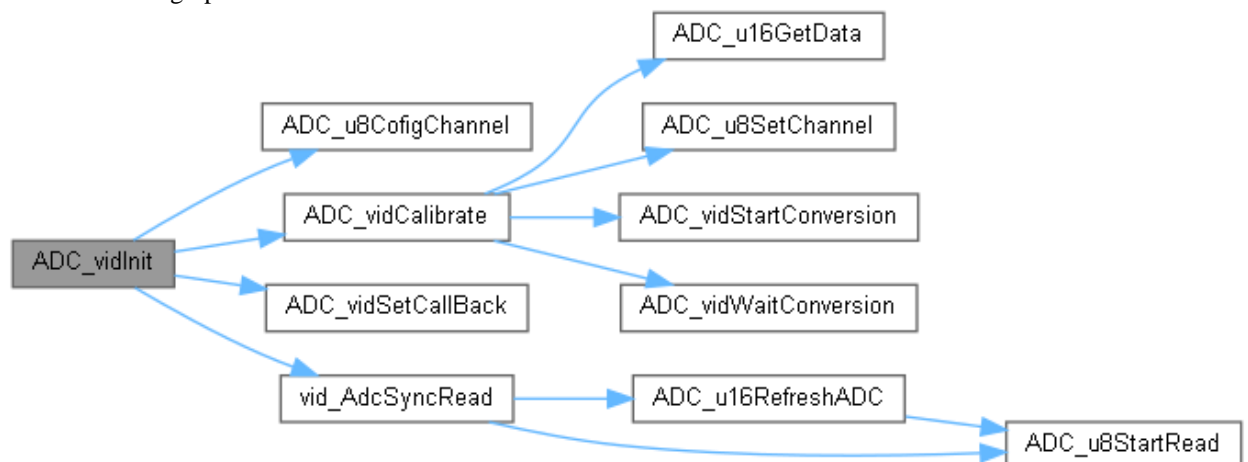 ADC_u16GetData
ADC_u8CofigChannel
ADC_u8SetChannel
ADC_vidCalibrate
ADC_vidStartConversion
ADC_vidInit
ADC_vidSetCallBack
ADC_vidWaitConversion
vid_AdcSyncRead
ADC_u16RefreshADC
ADC_u8StartRead